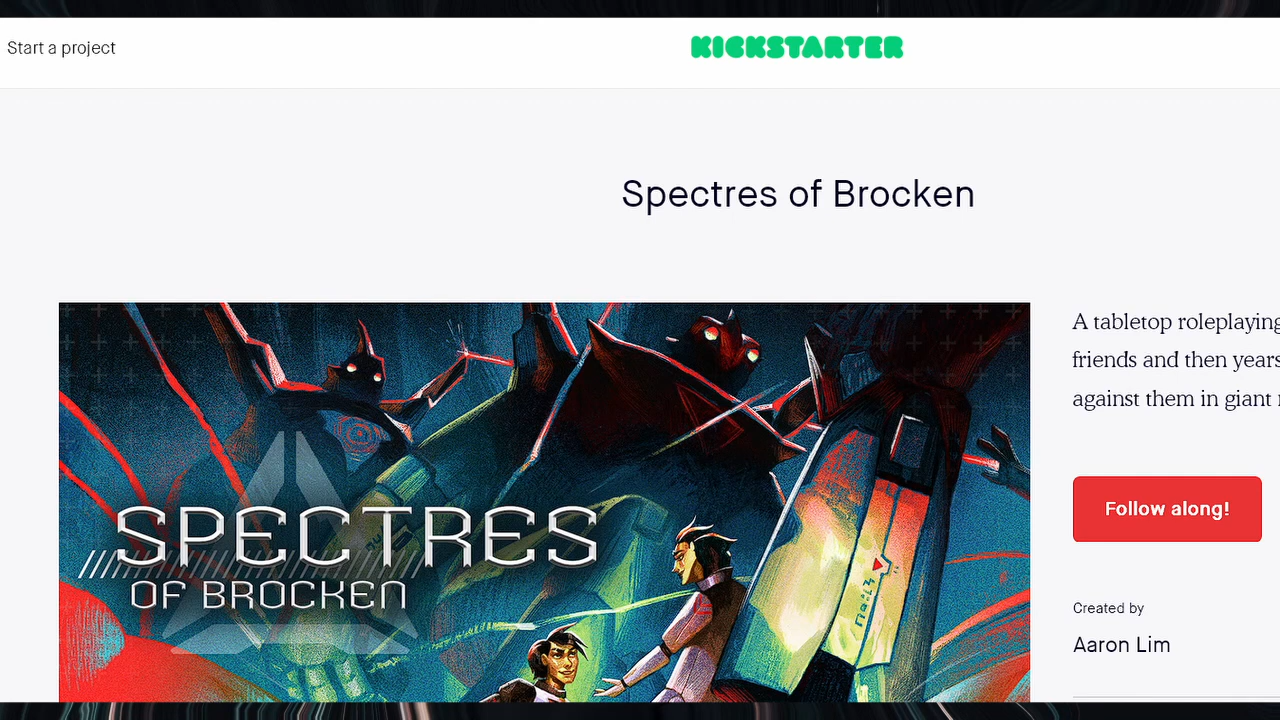 Start a project
KICKSTARTER
Spectres of Brocken
A tabletop roleplaying
friends and then years
against them in giant
SPECTRES
OF BROCKEN
Follow along!
Created by
Aaron Lim